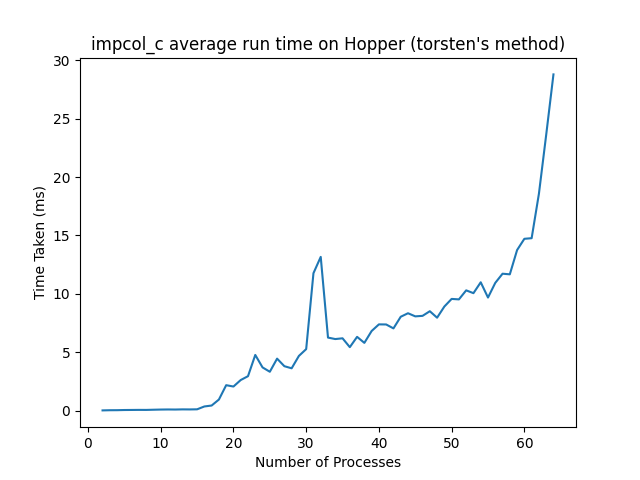 impcol_c average run time on Hopper (torsten's method)
30
25
20
15
10
5
0
Time Taken (ms)
0 10 20 30 40 50 60
Number of Processes